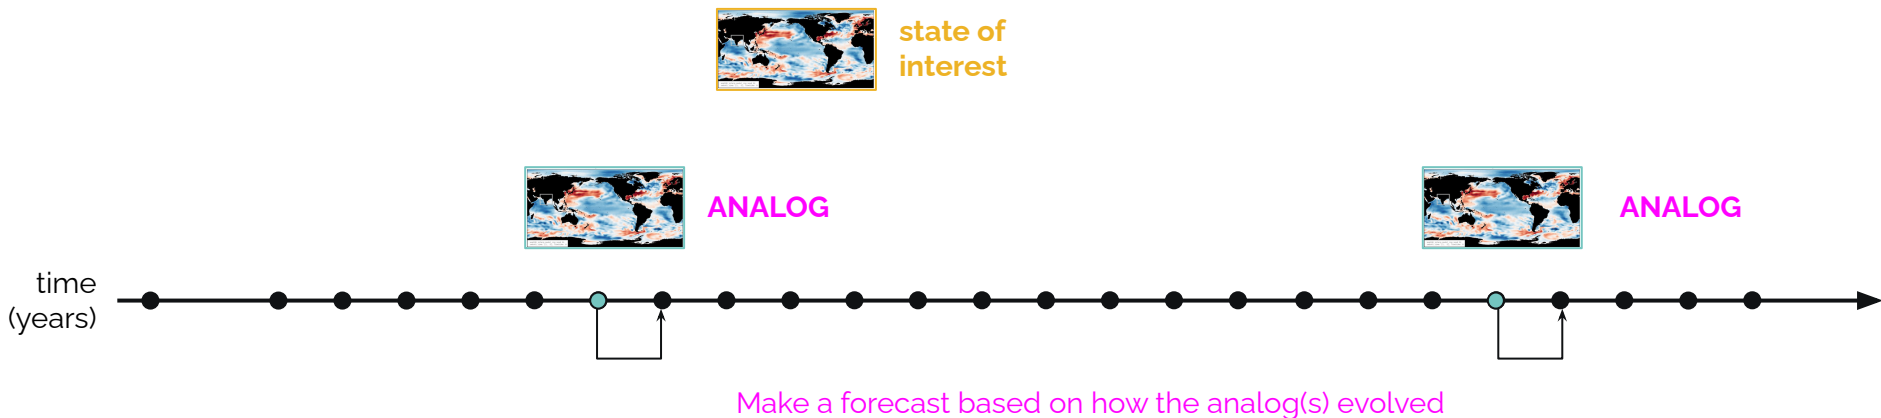 state of
interest
ANALOG
ANALOG
time
(years)
Make a forecast based on how the analog(s) evolved